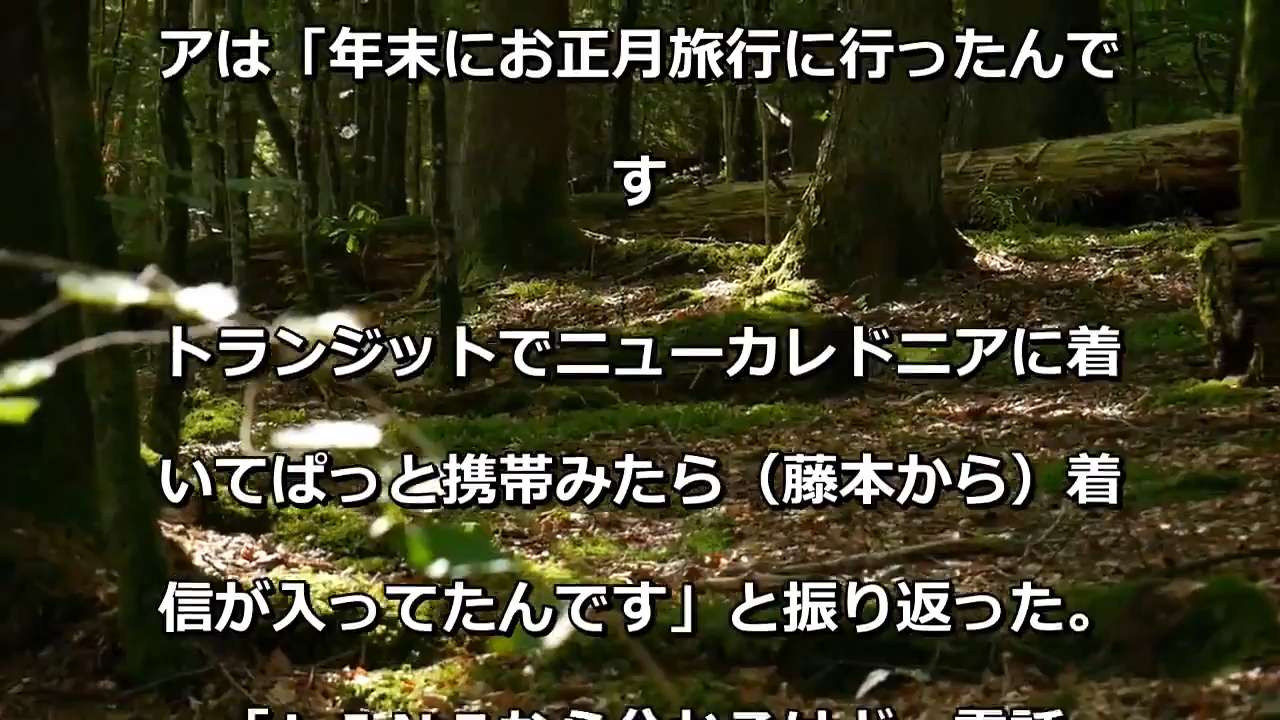 アは「年末にお正月旅行に行ったんで
す
トランジットでニューカレドニアに着
いてぱっと携帯みたら（藤本から）着
信が入ってたんです」と振り返った。